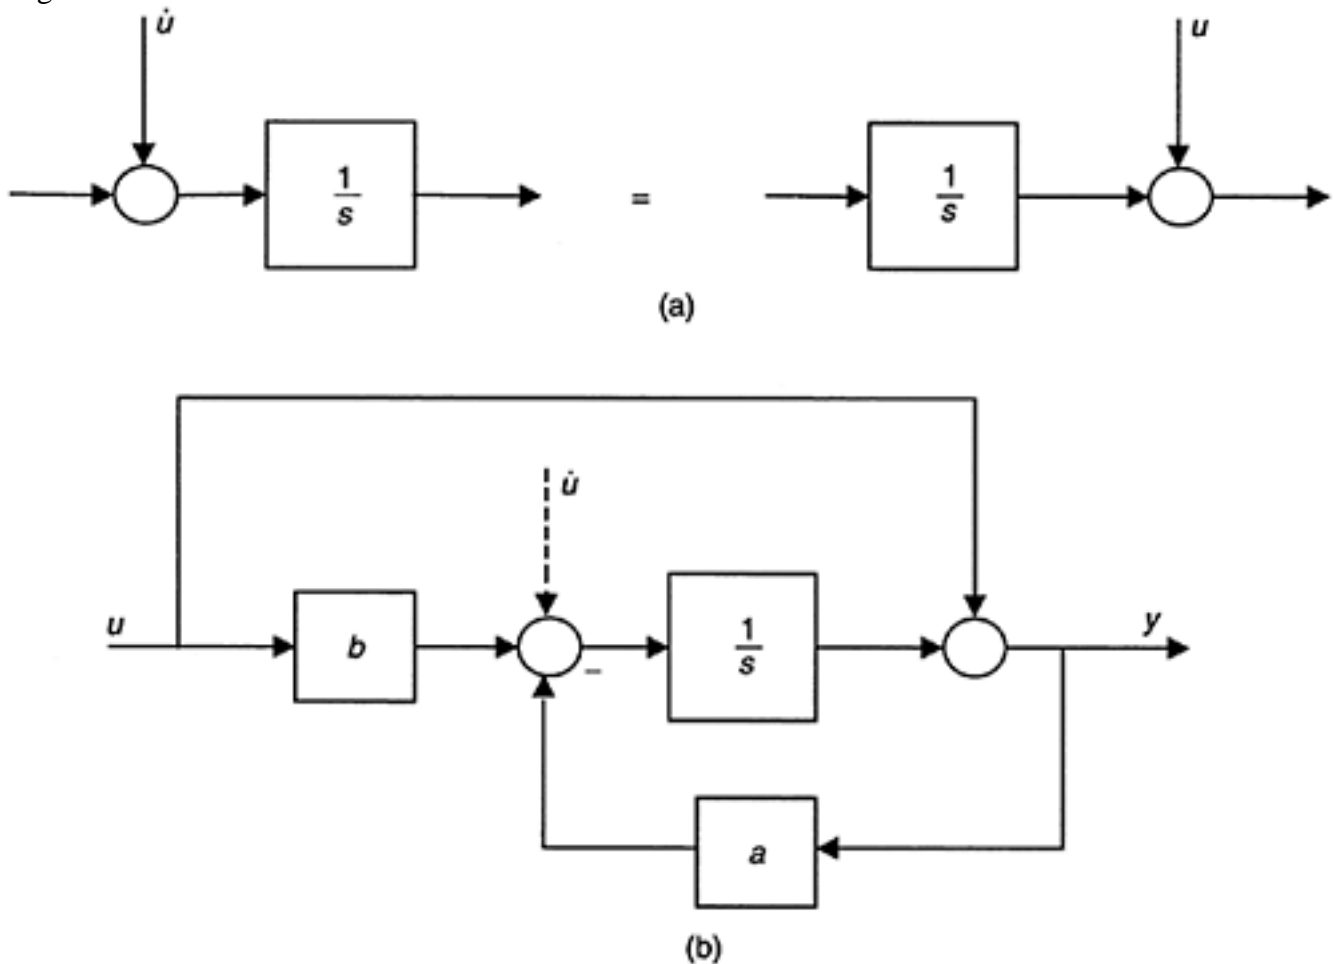 u̇ u
1/s = 1/s
(a)
u̇
u b 1/s y
–
a
(b)